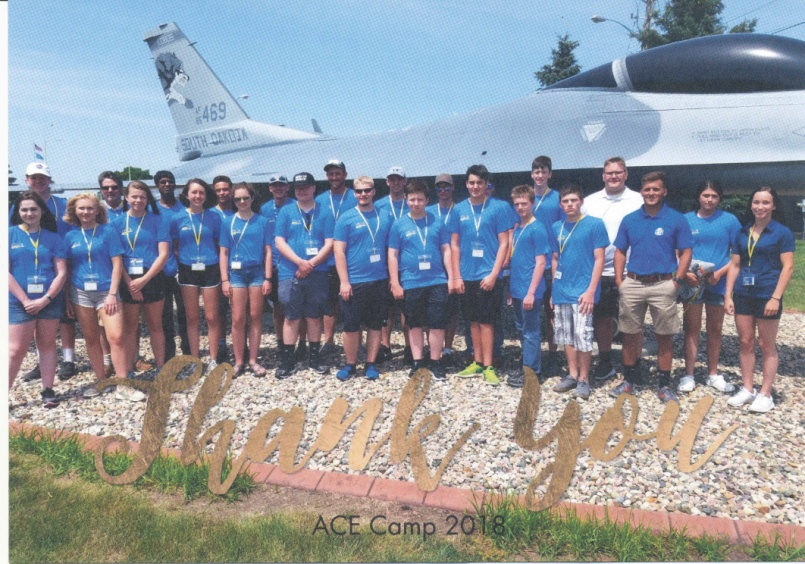 469
SOUTH DAKOTA
Thank You
ACE Camp 2018